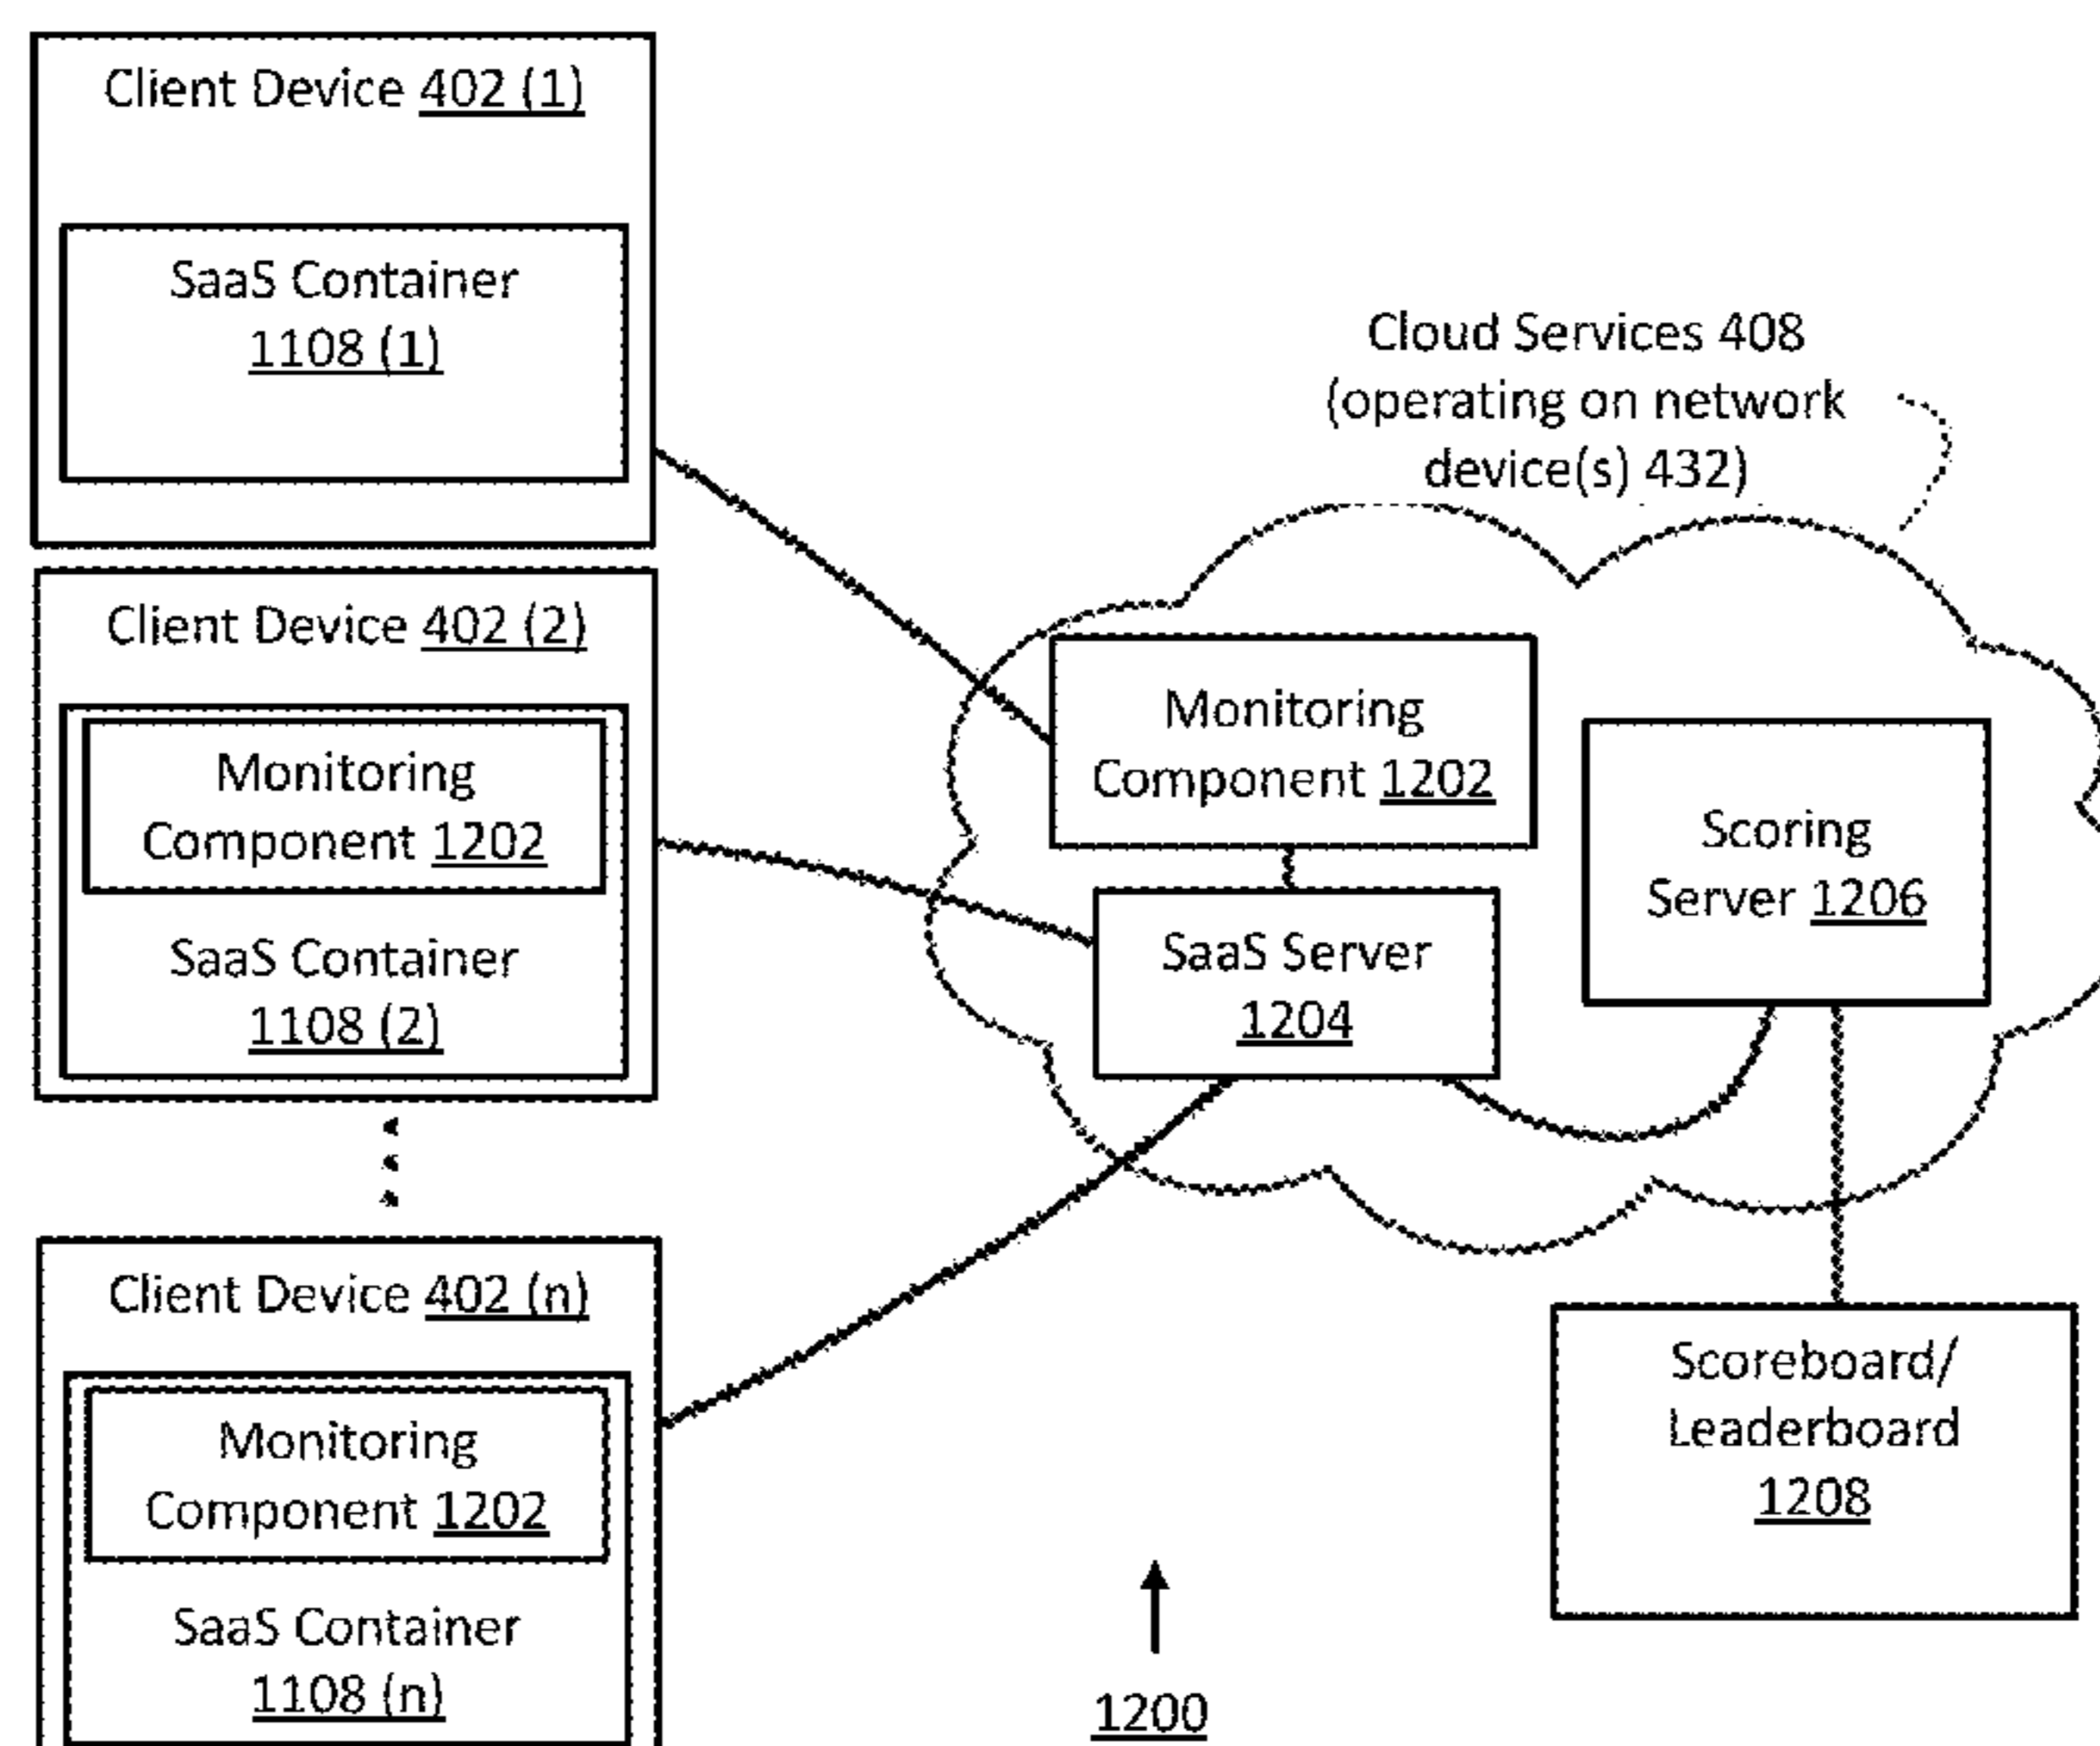 Client Device 402 (1)
SaaS Container
1108 (1)
Client Device 402 (2)
Monitoring
Component 1202
SaaS Container
1108 (2)
Client Device 402 (n)
Monitoring
Component 1202
SaaS Container
1108 (n)
Cloud Services 408
(operating on network
device(s) 432)
Monitoring
Component 1202
SaaS Server
1204
Scoring
Server 1206
Scoreboard/
Leaderboard
1208
1200